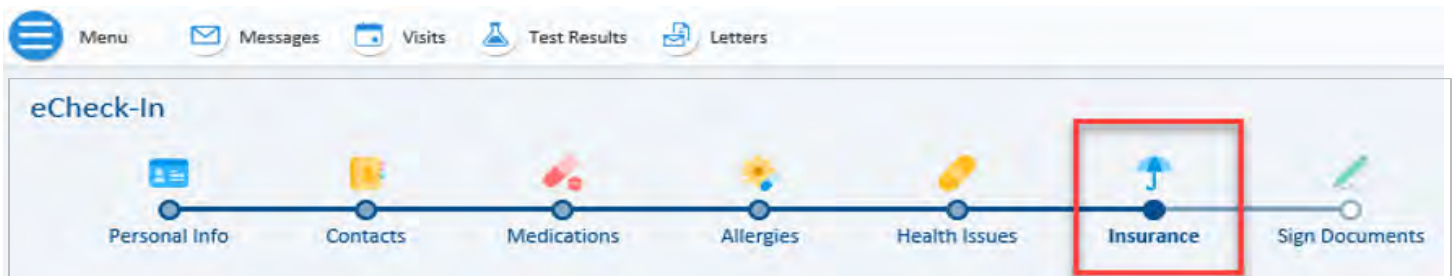 Menu Messages Visits Test Results Letters
eCheck-In
Personal Info Contacts Medications Allergies Health Issues Insurance Sign Documents